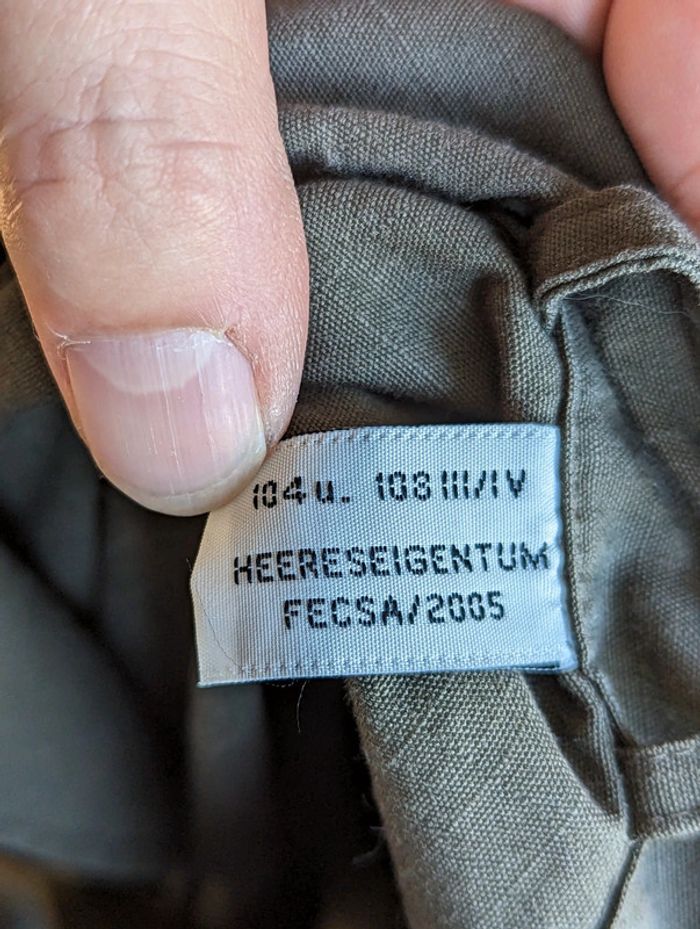 104 u. 108 III/IV
HEERESEIGENTUM
FECSA/2005